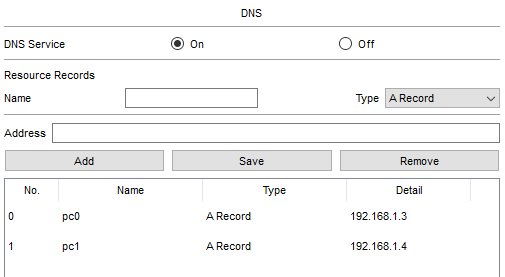 DNS
DNS Service On Off
Resource Records
Name Type A Record
Address
Add Save Remove
No. Name Type Detail
0 pc0 A Record 192.168.1.3
1 pc1 A Record 192.168.1.4